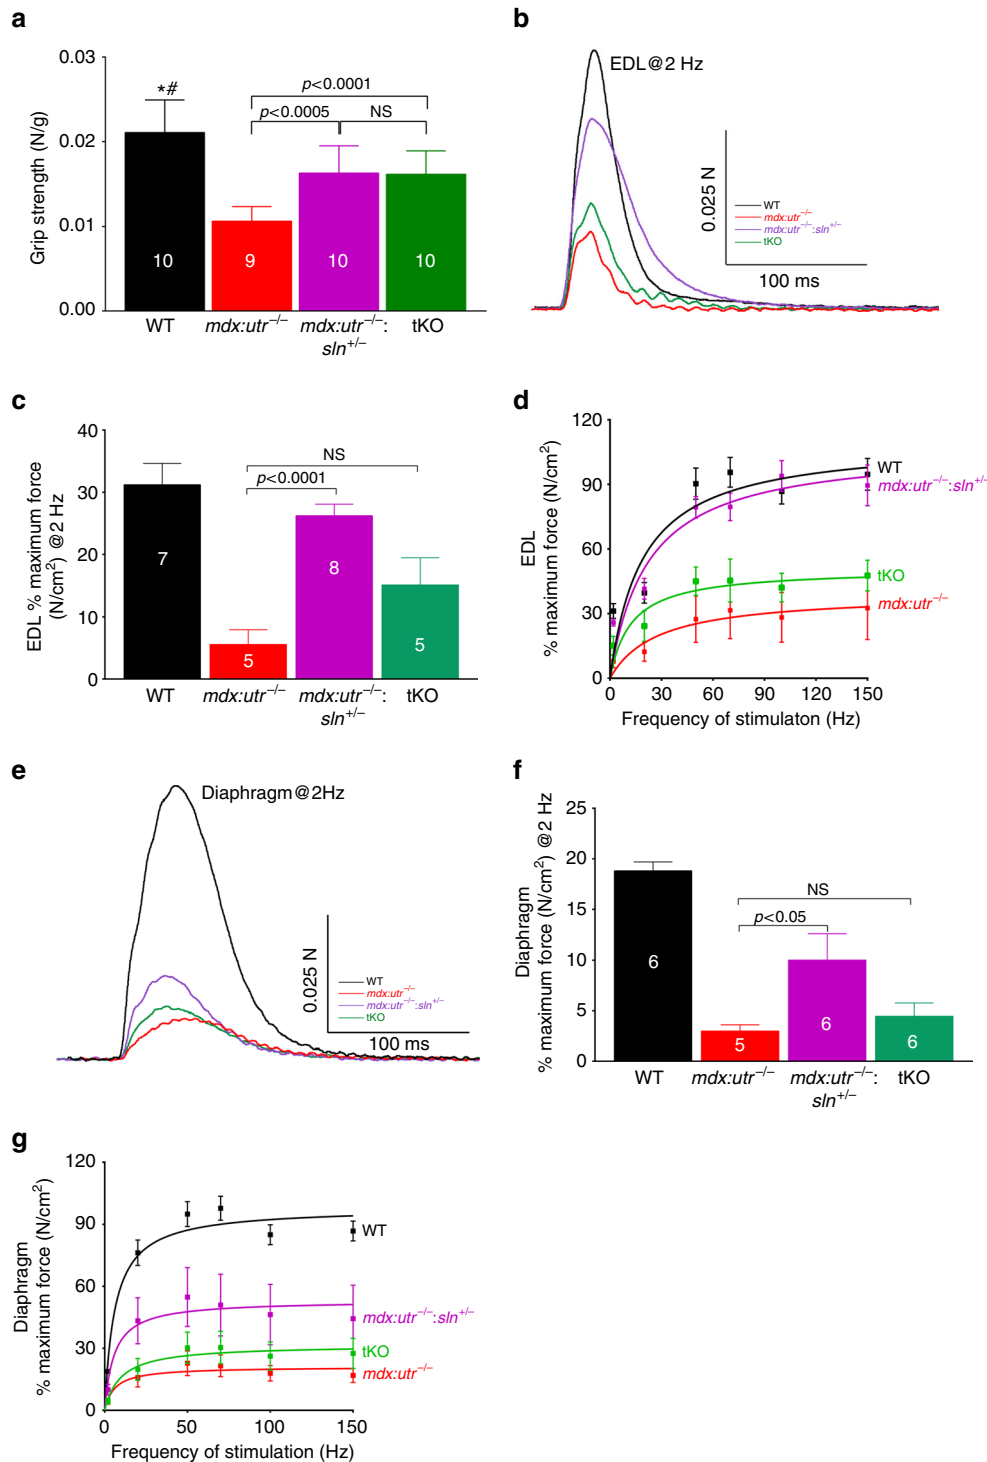 a
Grip strength (N/g)
0.03
0.02
0.01
0.00
*#
p<0.0001
p<0.0005
NS
10
9
10
10
WT
mdx:utr−/−
mdx:utr−/−:
sln+/−
tKO
b
EDL@2 Hz
0.025 N
WT
mdx:utr−/−
mdx:utr−/−:sln+/−
tKO
100 ms
c
EDL % maximum force
(N/cm²) @2 Hz
40
30
20
10
0
NS
p<0.0001
7
5
8
5
WT
mdx:utr−/−
mdx:utr−/−:
sln+/−
tKO
d
EDL
% maximum force (N/cm²)
120
90
60
30
0
WT
mdx:utr−/−:sln+/−
tKO
mdx:utr−/−
0 30 60 90 120 150
Frequency of stimulaton (Hz)
e
Diaphragm@2Hz
0.025 N
WT
mdx:utr−/−
mdx:utr−/−:sln+/−
tKO
100 ms
f
Diaphragm
% maximum force (N/cm²) @2 Hz
25
20
15
10
5
0
NS
p<0.05
6
5
6
6
WT
mdx:utr−/−
mdx:utr−/−:
sln+/−
tKO
g
Diaphragm
% maximum force (N/cm²)
120
90
60
30
0
WT
mdx:utr−/−:sln+/−
tKO
mdx:utr−/−
0 50 100 150
Frequency of stimulation (Hz)